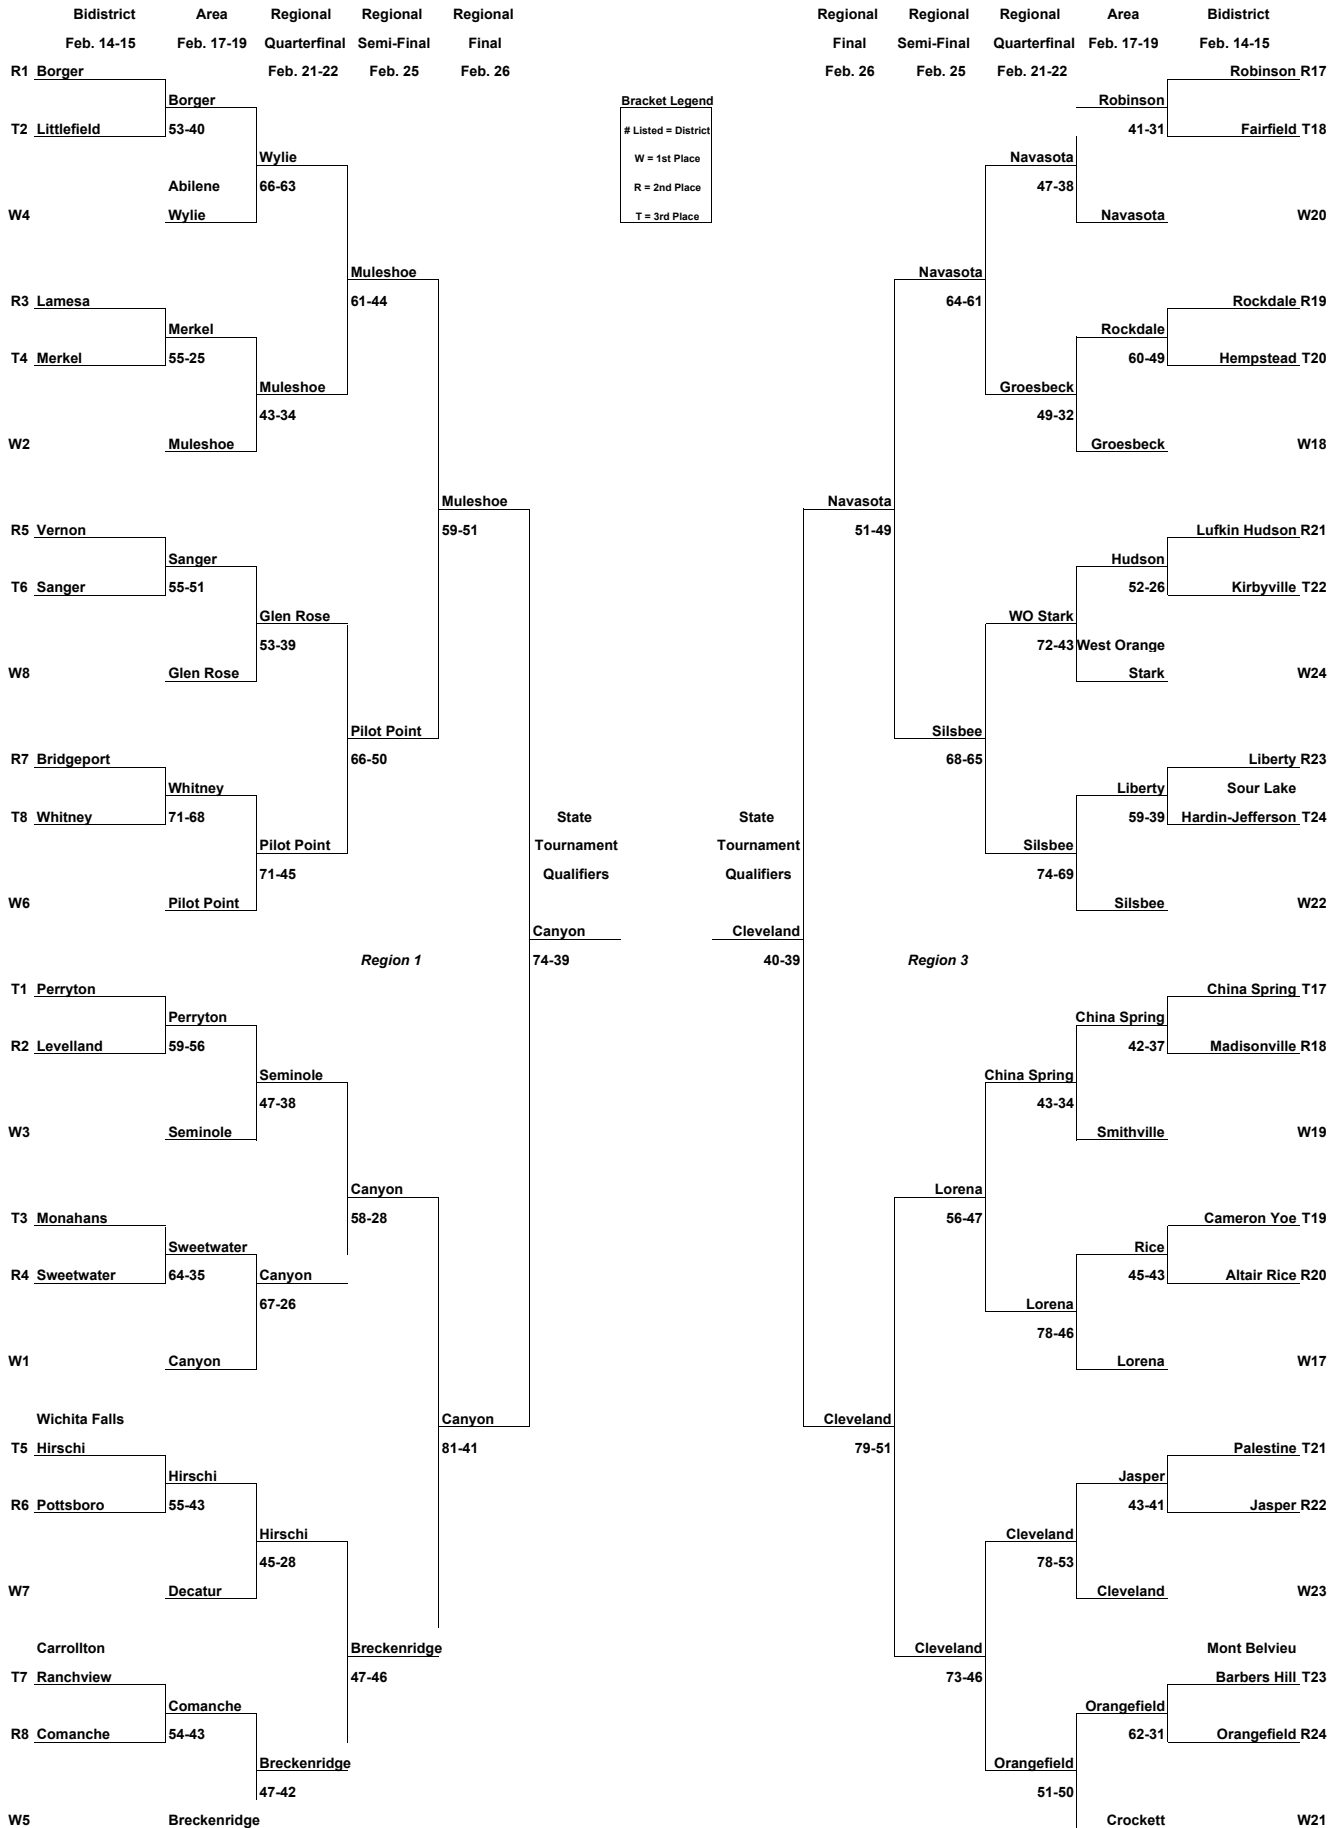 Bidistrict Area Regional Regional Regional Regional Regional Regional Area Bidistrict
Feb. 14-15 Feb. 17-19 Quarterfinal Semi-Final Final Final Semi-Final Quarterfinal Feb. 17-19 Feb. 14-15
R1 Borger Feb. 21-22 Feb. 25 Feb. 26 Feb. 26 Feb. 25 Feb. 21-22 Robinson R17
Borger Bracket Legend Robinson
T2 Littlefield 53-40 # Listed = District 41-31 Fairfield T18
Wylie W = 1st Place Navasota
Abilene 66-63 R = 2nd Place 47-38
W4 Wylie T = 3rd Place Navasota W20
Muleshoe Navasota
R3 Lamesa 61-44 64-61 Rockdale R19
Merkel Rockdale
T4 Merkel 55-25 60-49 Hempstead T20
Muleshoe Groesbeck
43-34 49-32
W2 Muleshoe Groesbeck W18
Muleshoe Navasota
R5 Vernon 59-51 51-49 Lufkin Hudson R21
Sanger Hudson
T6 Sanger 55-51 52-26 Kirbyville T22
Glen Rose WO Stark
53-39 72-43 West Orange
W8 Glen Rose Stark W24
Pilot Point Silsbee
R7 Bridgeport 66-50 68-65 Liberty R23
Whitney Liberty Sour Lake
T8 Whitney 71-68 State State 59-39 Hardin-Jefferson T24
Pilot Point Tournament Tournament Silsbee
71-45 Qualifiers Qualifiers 74-69
W6 Pilot Point Silsbee W22
Canyon Cleveland
Region 1 74-39 40-39 Region 3
T1 Perryton China Spring T17
Perryton China Spring
R2 Levelland 59-56 42-37 Madisonville R18
Seminole China Spring
47-38 43-34
W3 Seminole Smithville W19
Canyon Lorena
T3 Monahans 58-28 56-47 Cameron Yoe T19
Sweetwater Rice
R4 Sweetwater 64-35 Canyon 45-43 Altair Rice R20
67-26 Lorena
78-46
W1 Canyon Lorena W17
Wichita Falls Canyon Cleveland
T5 Hirschi 81-41 79-51 Palestine T21
Hirschi Jasper
R6 Pottsboro 55-43 43-41 Jasper R22
Hirschi Cleveland
45-28 78-53
W7 Decatur Cleveland W23
Carrollton Breckenridge Cleveland Mont Belvieu
T7 Ranchview 47-46 73-46 Barbers Hill T23
Comanche Orangefield
R8 Comanche 54-43 62-31 Orangefield R24
Breckenridge Orangefield
47-42 51-50
W5 Breckenridge Crockett W21